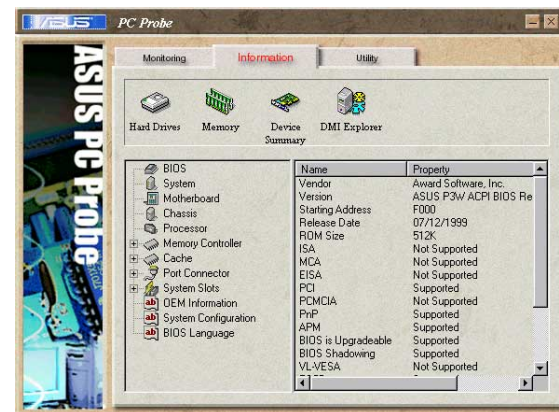 ASUS PC Probe
Monitoring Information Utility
Hard Drives Memory Device Summary DMI Explorer
ASUS PC Probe
BIOS
System
Motherboard
Chassis
Processor
Memory Controller
Cache
Port Connector
System Slots
ab OEM Information
ab System Configuration
ab BIOS Language
Name Property
Vendor Award Software, Inc.
Version ASUS P3W ACPI BIOS Re
Starting Address F000
Release Date 07/12/1999
ROM Size 512K
ISA Not Supported
MCA Not Supported
EISA Not Supported
PCI Supported
PCMCIA Not Supported
PnP Supported
APM Supported
BIOS is Upgradeable Supported
BIOS Shadowing Supported
VL-VESA Not Supported